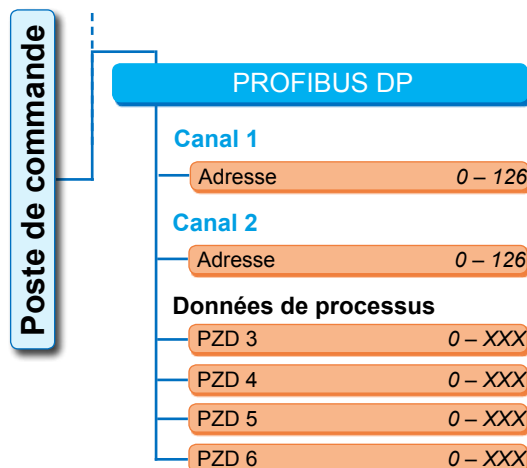 Poste de commande
PROFIBUS DP
Canal 1
Adresse 0 – 126
Canal 2
Adresse 0 – 126
Données de processus
PZD 3 0 – XXX
PZD 4 0 – XXX
PZD 5 0 – XXX
PZD 6 0 – XXX